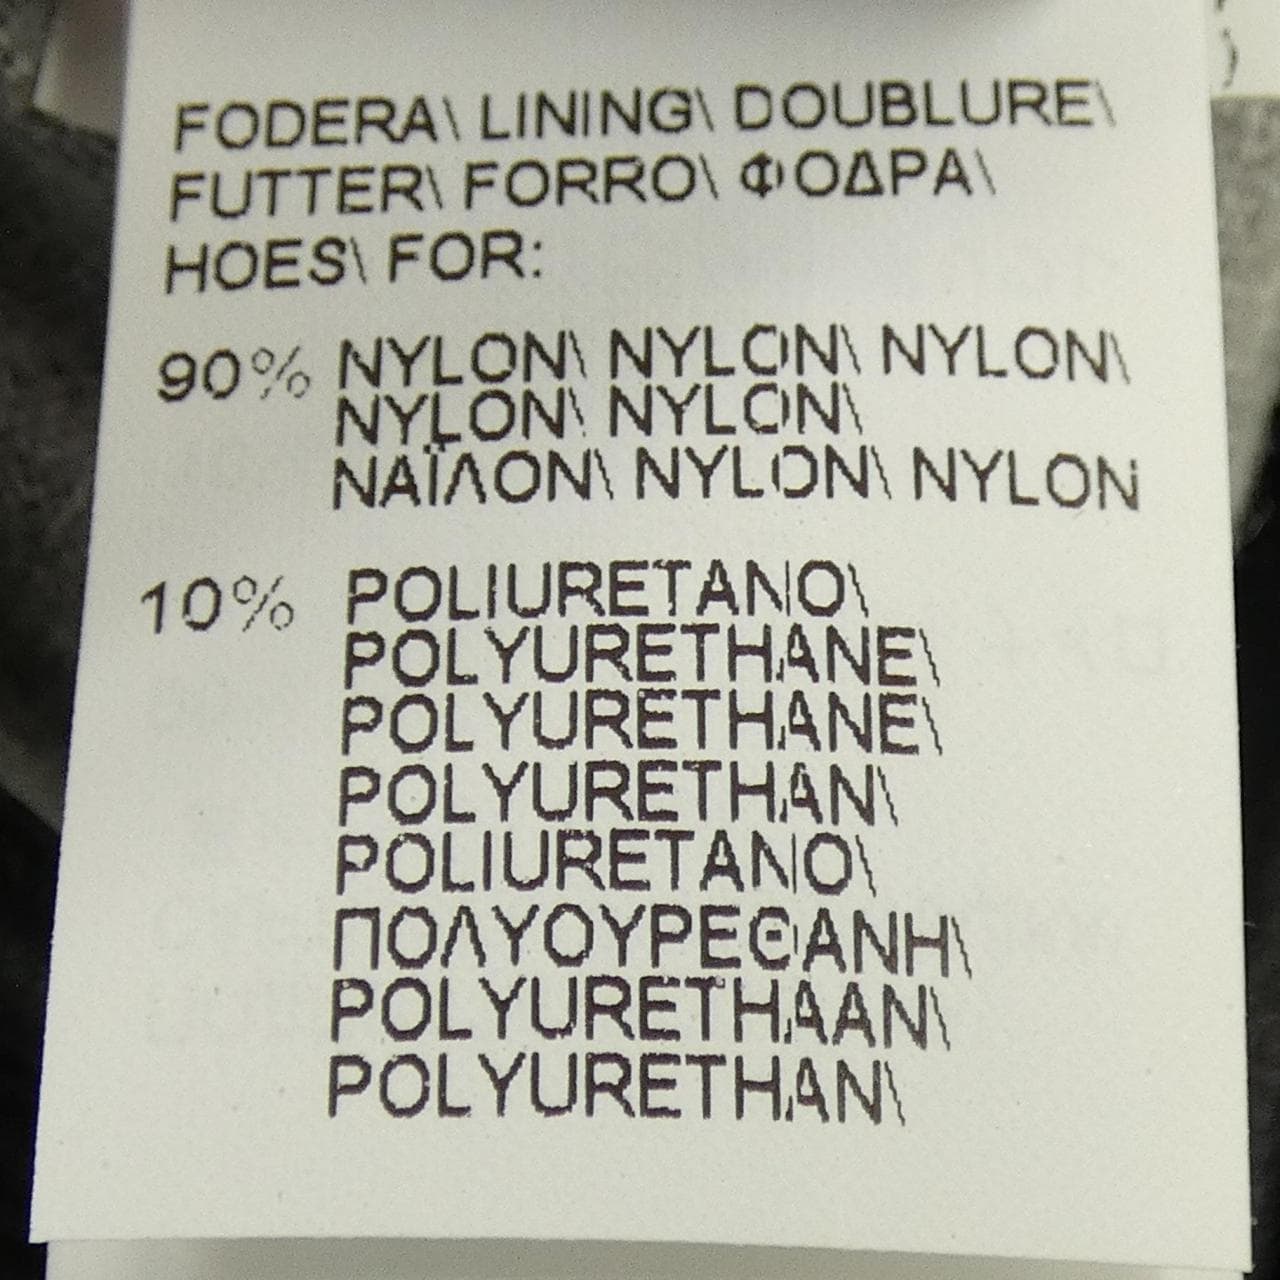 FODERA\ LINING\ DOUBLURE\
FUTTER\ FORRO\ ΦΟΔΡΑ\
HOES\ FOR:
90% NYLON\ NYLON\ NYLON\
NYLON\ NYLON\
ΝΑΪΛΟΝ\ NYLON\ NYLON
10% POLIURETANO\
POLYURETHANE\
POLYURETHANE\
POLYURETHAN\
POLIURETANO\
ΠΟΛΥΟΥΡΕΘΑΝΗ\
POLYURETHAAN\
POLYURETHAN\